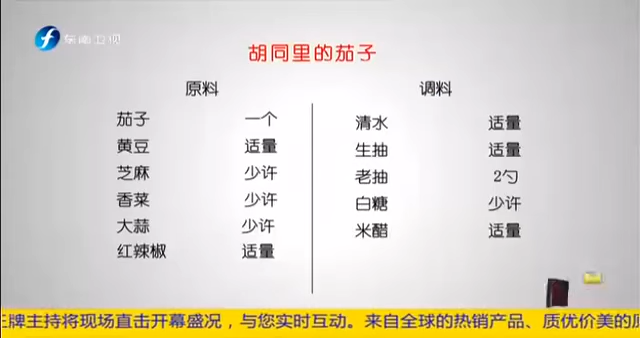 东南卫视
胡同里的茄子
原料
调料
茄子 一个
黄豆 适量
芝麻 少许
香菜 少许
大蒜 少许
红辣椒 适量
清水 适量
生抽 适量
老抽 2勺
白糖 少许
米醋 适量
王牌主持将现场直击开幕盛况，与您实时互动。来自全球的热销产品、质优价美的